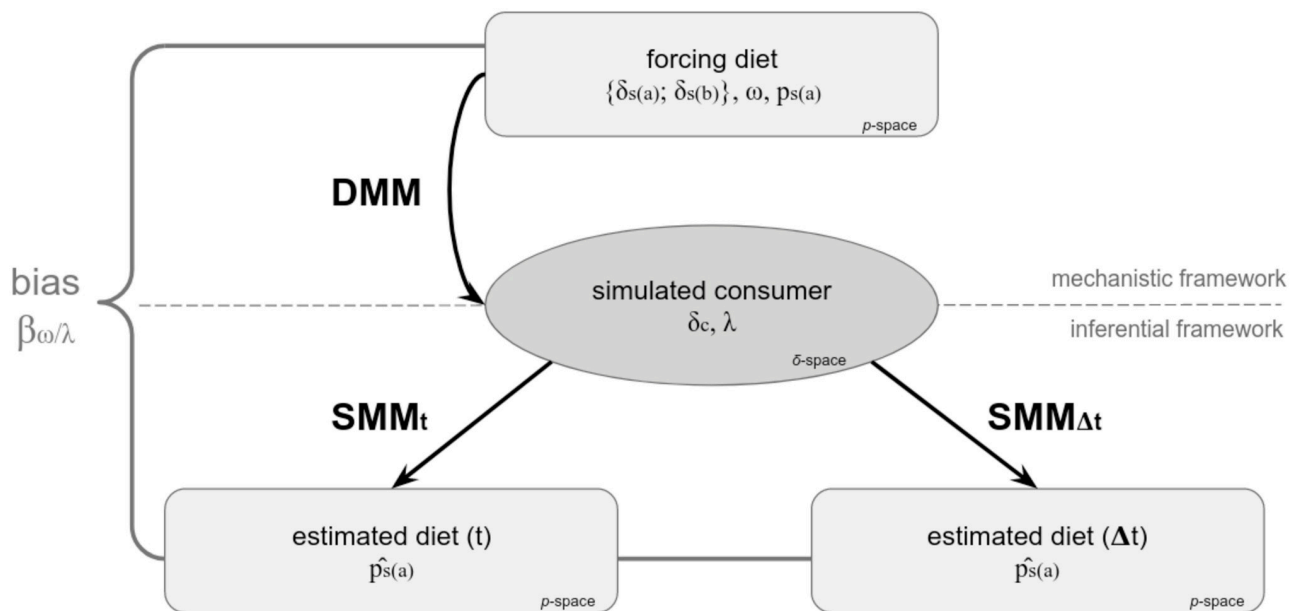 forcing diet
{δs(a); δs(b)}, ω, ps(a)
p-space
DMM
bias
βω/λ
simulated consumer
δc, λ
δ-space
mechanistic framework
inferential framework
SMMt
SMMΔt
estimated diet (t)
p̂s(a)
p-space
estimated diet (Δt)
p̂s(a)
p-space